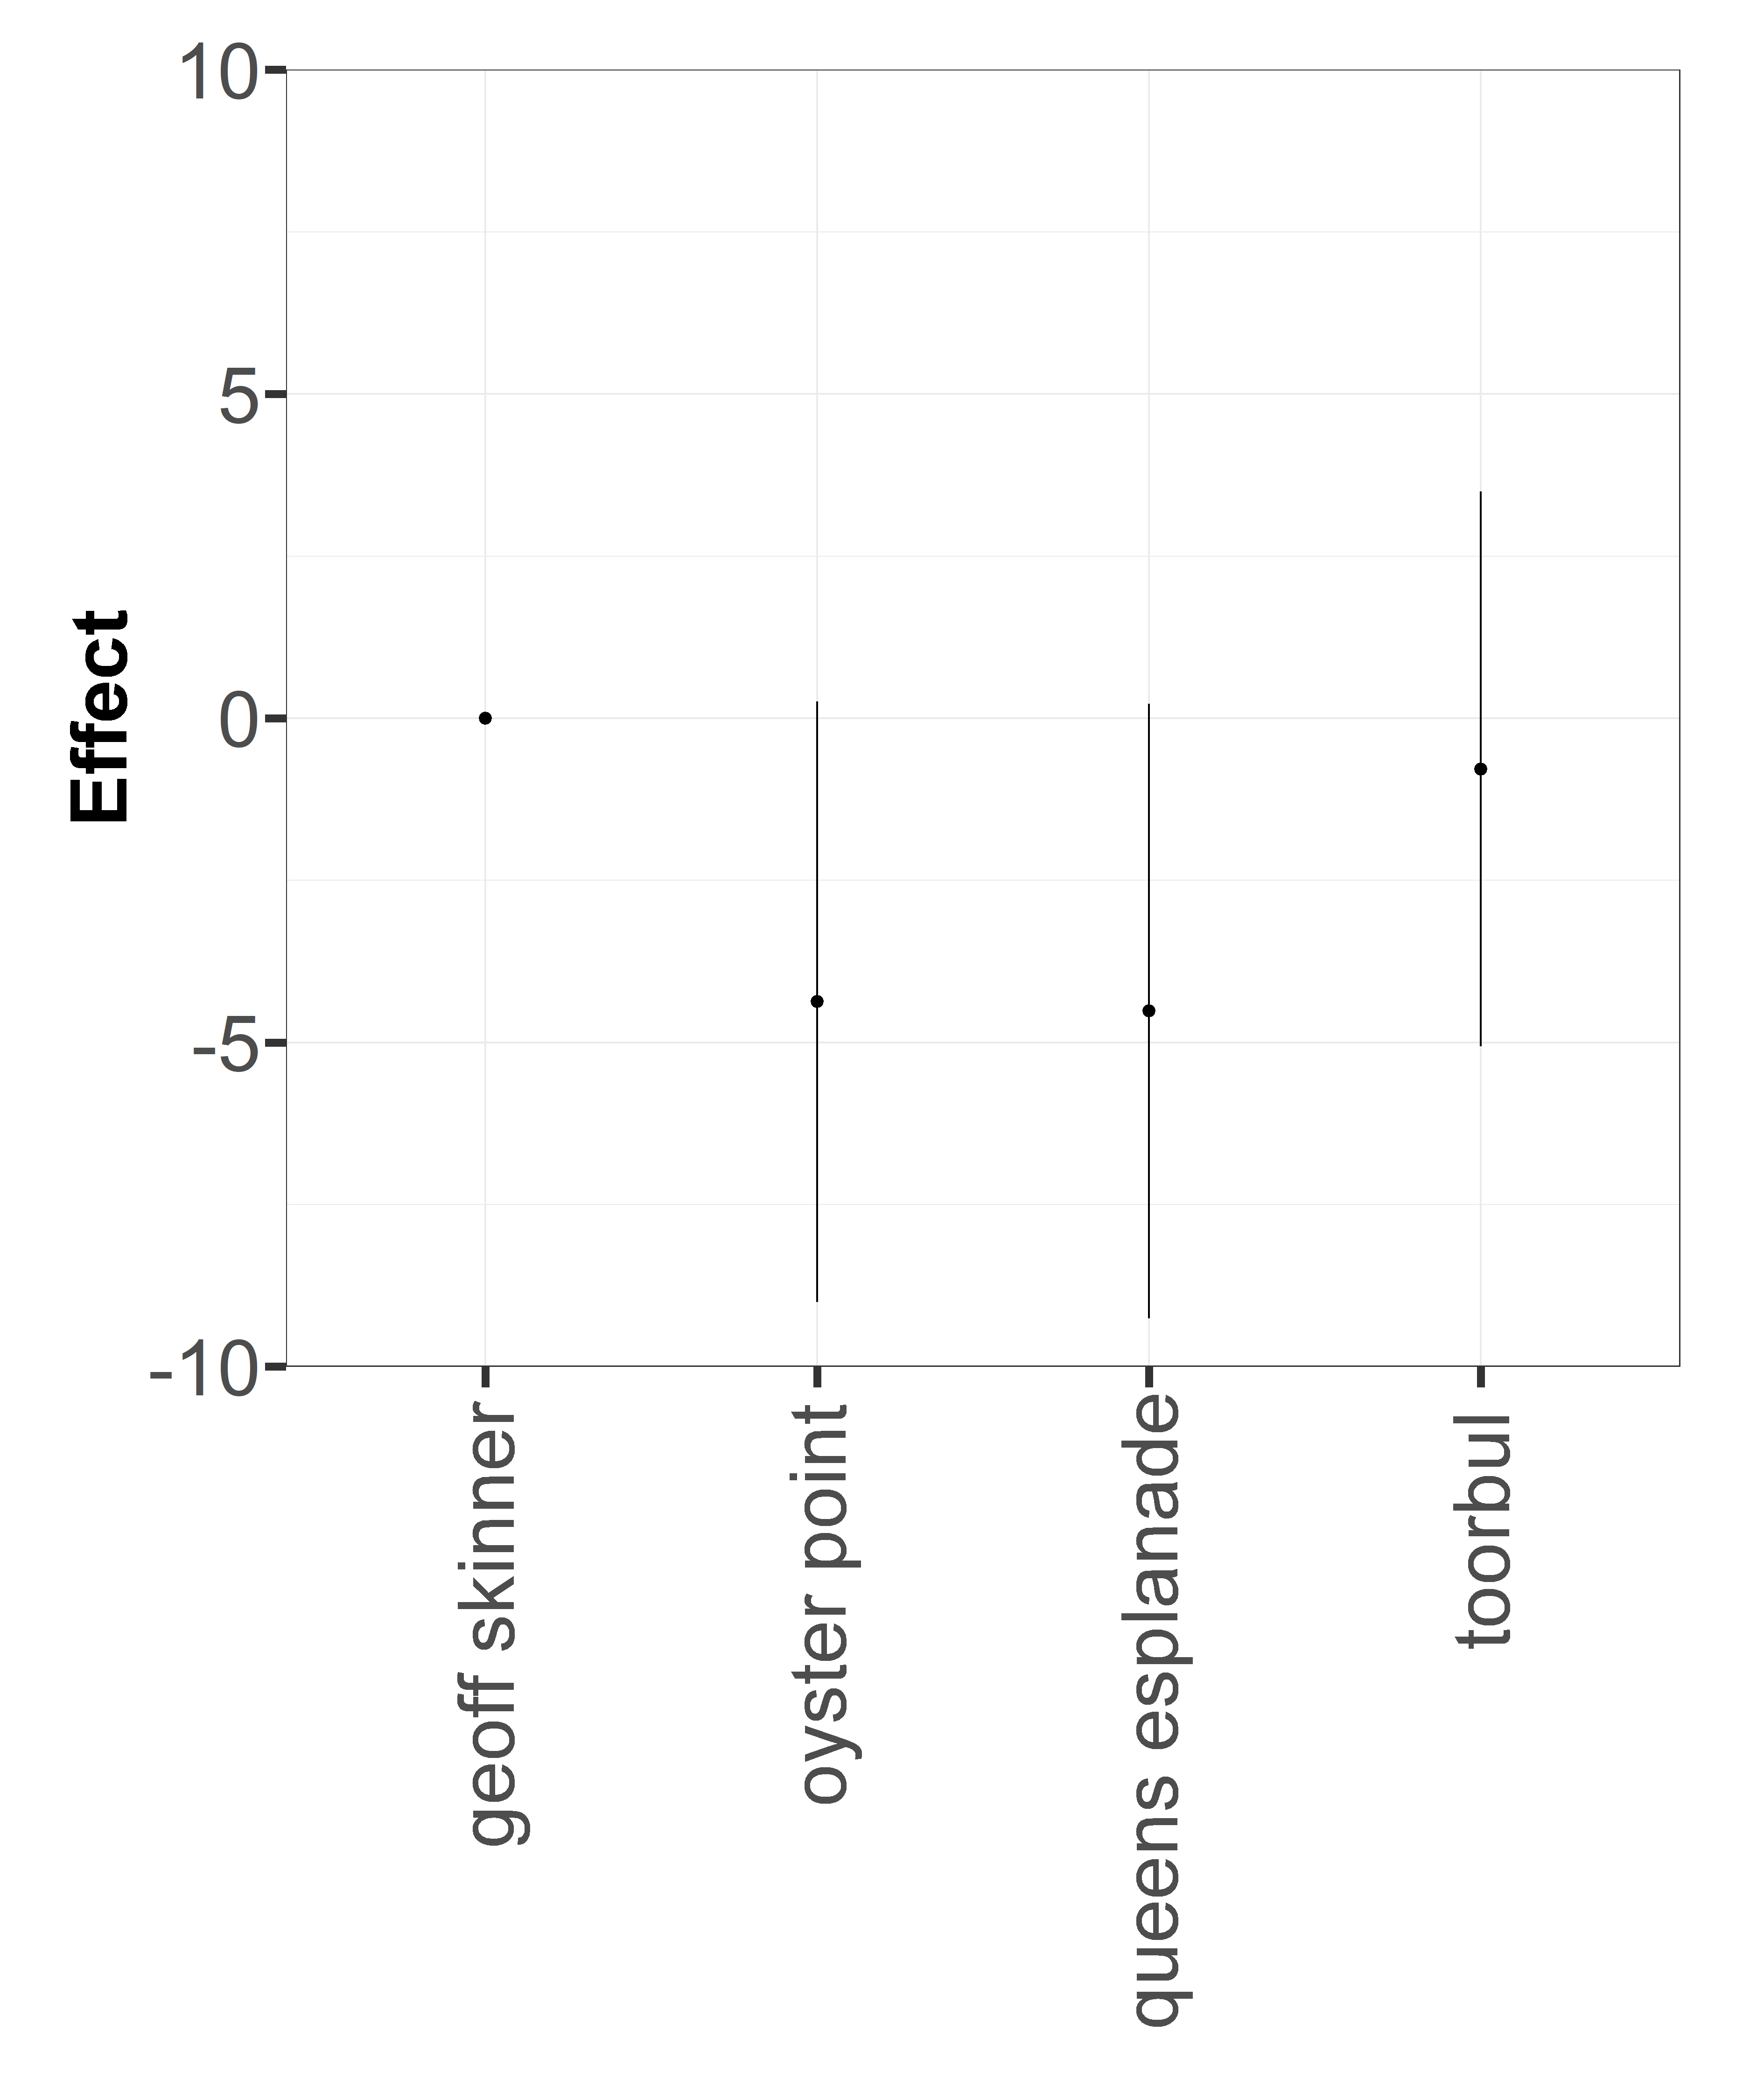 10
5
0
-5
-10
Effect
geoff skinner
oyster point
queens esplanade
toorbul